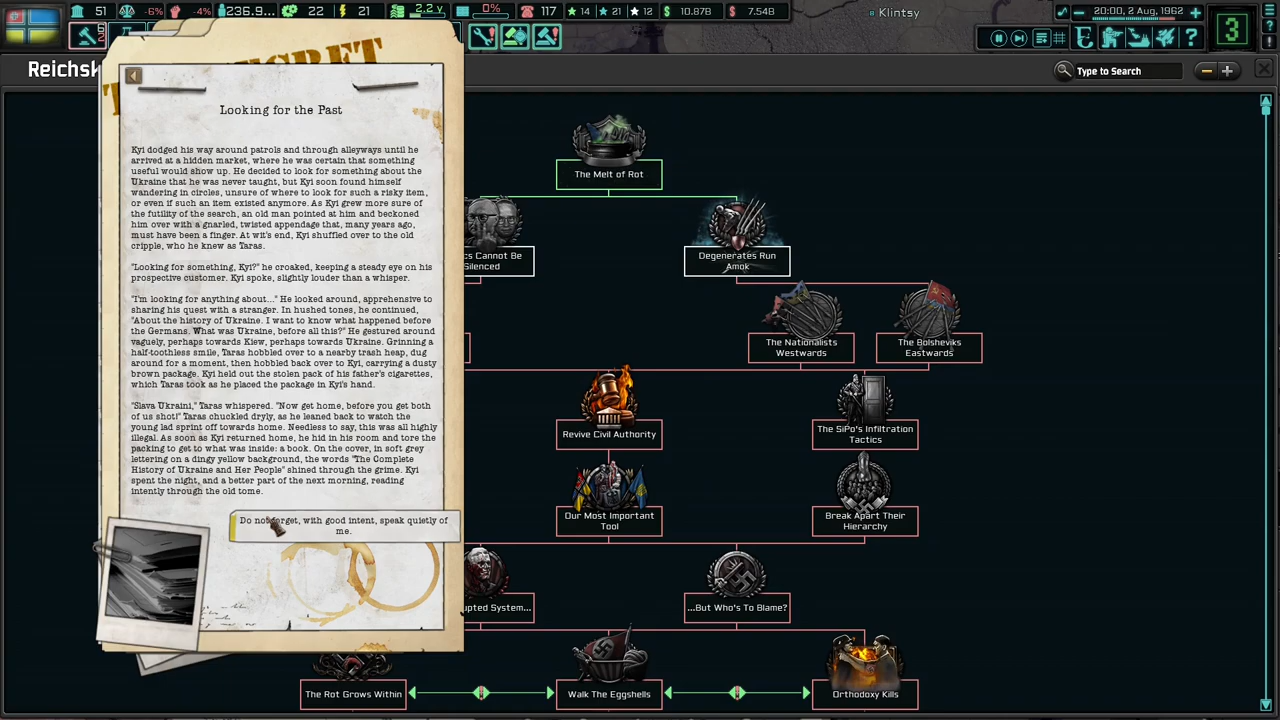 51
-6%
-4%
236.9...
22
21
2.2 y
0%
117
14
21
12
$ 10.87B
$ 7.54B
Klintsy
20:00, 2 Aug, 1962
3
Reichsk
Type to Search
Looking for the Past
Kyi dodged his way around patrols and through alleyways until he
arrived at a hidden market, where he was certain that something
useful would show up. He decided to look for something about the
Ukraine that he was never taught, but Kyi soon found himself
wandering in circles, unsure of where to look for such a risky item,
or even if such an item existed anymore. As Kyi grew more sure
of the futility of the search, an old man pointed at him and beckoned
him over with a gnarled, twisted appendage that, many years ago,
must have been a finger. At wit's end, Kyi shuffled over to the old
cripple, who he knew as Taras.
"Looking for something, Kyi?" he croaked, keeping a steady eye on his
prospective customer. Kyi spoke, slightly louder than a whisper.
"I'm looking for anything about..." He looked around, apprehensive to
sharing his quest with a stranger. In hushed tones, he continued,
"About the history of Ukraine. I want to know what happened before
the Germans. What was Ukraine, before all this?" He gestured around
vaguely, perhaps towards Kiew, perhaps towards Ukraine. Grinning a
half-toothless smile, Taras hobbled over to a nearby trash heap, dug
around for a moment, then hobbled back over to Kyi, carrying a dusty
brown package. Kyi held out the stolen pack of his father's cigarettes,
which Taras took as he placed the package in Kyi's hand.
"Slava Ukraini," Taras whispered. "Now get home, before you get both
of us shot!" Taras chuckled dryly, as he leaned back to watch the
young lad sprint off towards home. Needless to say, this was all highly
illegal. As soon as Kyi returned home, he hid in his room and tore the
packing to get to what was inside: a book. On the cover, in soft grey
lettering on a dingy yellow background, the words "The Complete
History of Ukraine and Her People" shined through the grime. Kyi
spent the night, and a better part of the next morning, reading
intently through the old tome.
Do not forget, with good intent, speak quietly of
me.
The Melt of Rot
cs Cannot Be
Silenced
Degenerates Run
Amok
The Nationalists
Westwards
The Bolsheviks
Eastwards
Revive Civil Authority
The SiPo's Infiltration
Tactics
Our Most Important
Tool
Break Apart Their
Hierarchy
upted System...
...But Who's To Blame?
The Rot Grows Within
Walk The Eggshells
Orthodoxy Kills